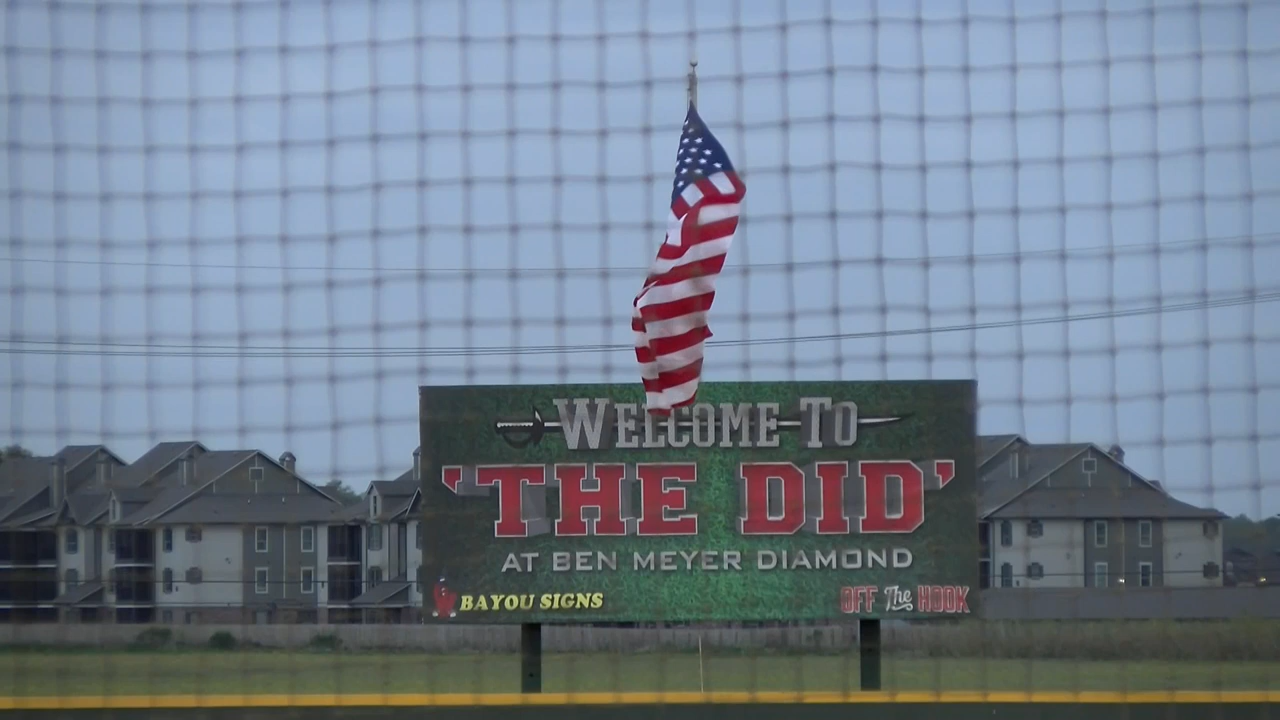 WELCOME TO
'THE DID'
AT BEN MEYER DIAMOND
BAYOU SIGNS
OFF The HOOK